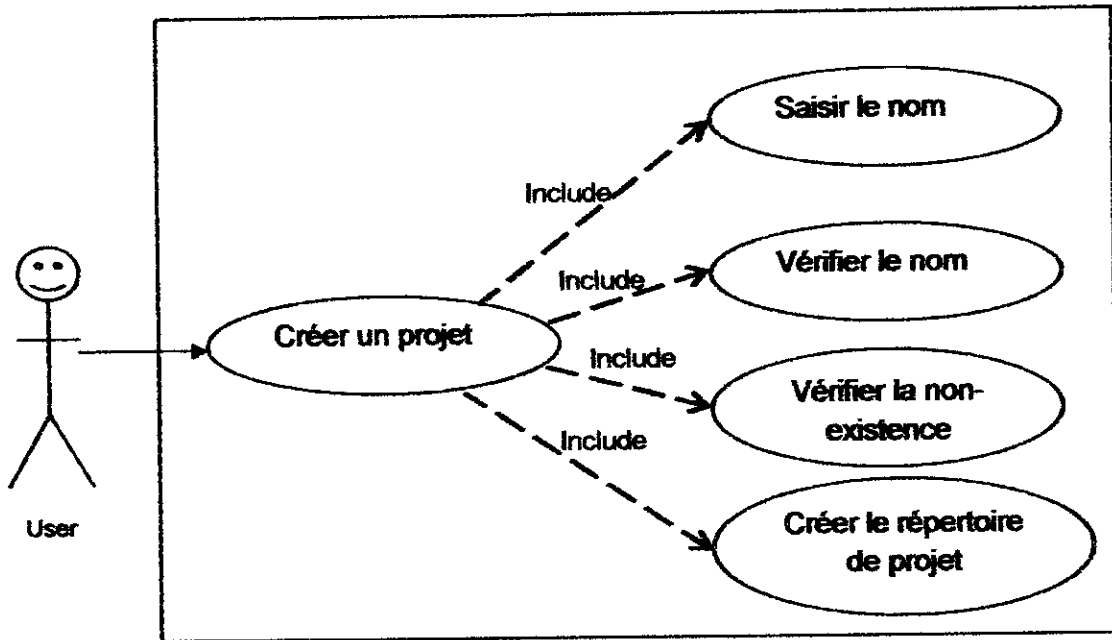 Saisir le nom
Include
Vérifier le nom
Include
Créer un projet
Include
Vérifier la non-
existence
Include
Créer le répertoire
de projet
User